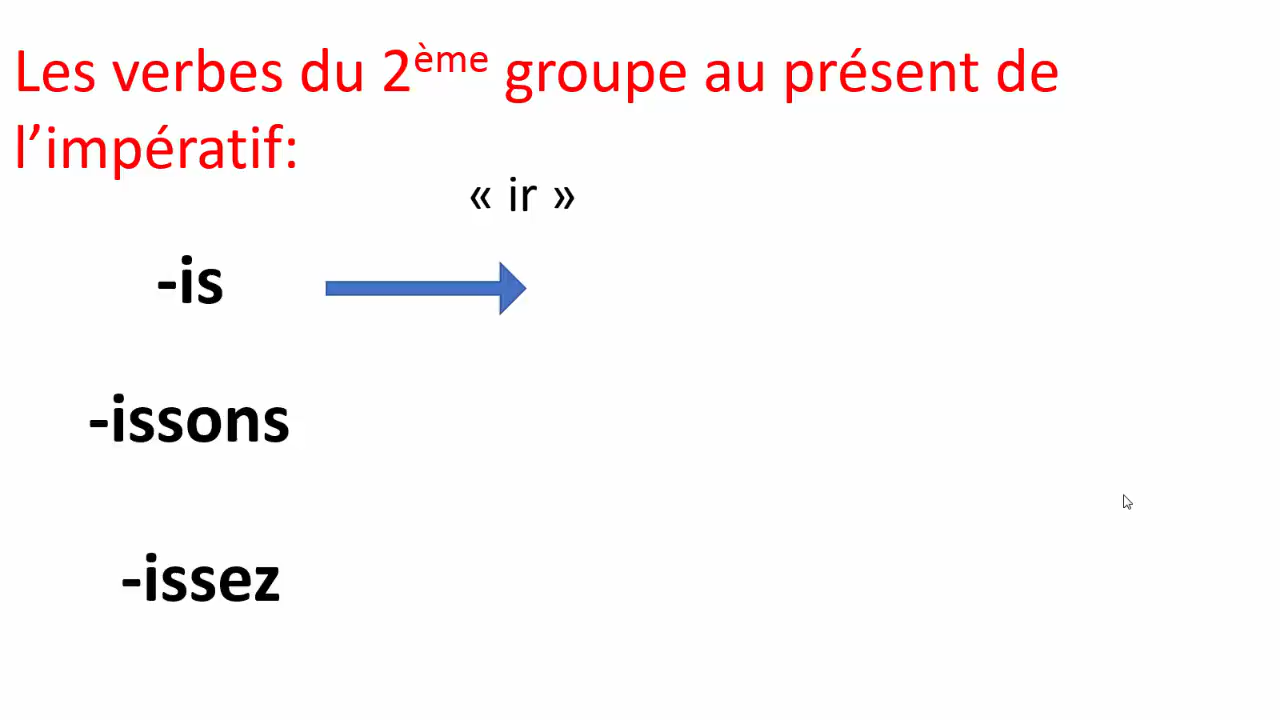 Les verbes du 2ème groupe au présent de
l’impératif:
« ir »
-is
-issons
-issez